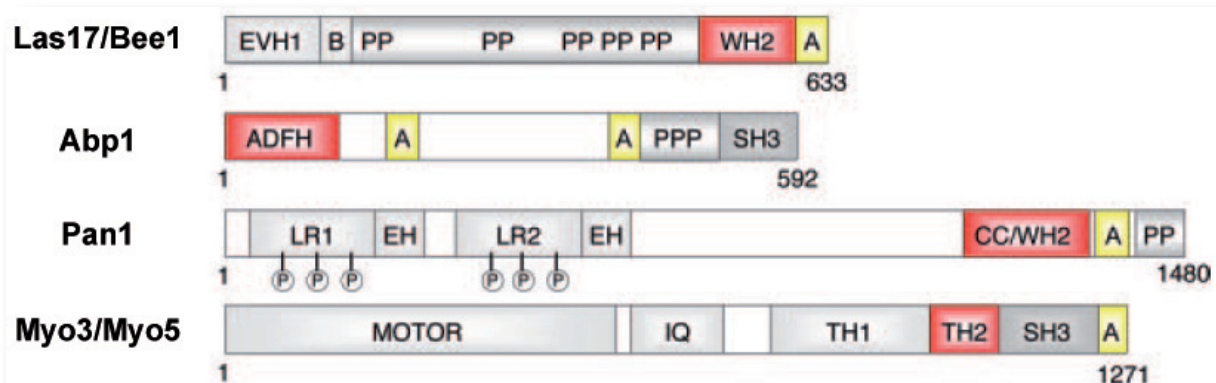 Las17/Bee1 EVH1 B PP PP PP PP PP WH2 A
1 633
Abp1 ADFH A A PPP SH3
1 592
Pan1 LR1 EH LR2 EH CC/WH2 A PP
1 P P P P P P 1480
Myo3/Myo5 MOTOR IQ TH1 TH2 SH3 A
1 1271